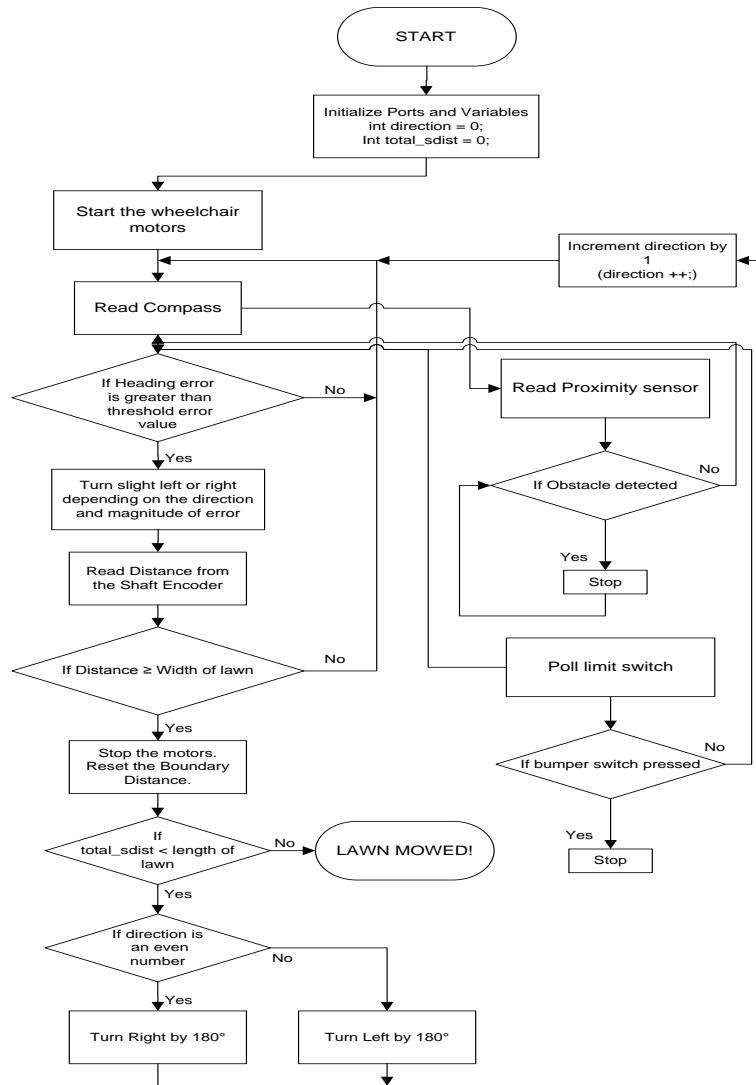 START
Initialize Ports and Variables
int direction = 0;
Int total_sdist = 0;
Start the wheelchair
motors
Increment direction by
1
(direction ++;)
Read Compass
If Heading error
is greater than
threshold error
value
No
Yes
Read Proximity sensor
If Obstacle detected
No
Yes
Stop
Turn slight left or right
depending on the direction
and magnitude of error
Read Distance from
the Shaft Encoder
If Distance ≥ Width of lawn
No
Yes
Poll limit switch
If bumper switch pressed
No
Yes
Stop
Stop the motors.
Reset the Boundary
Distance.
If
total_sdist < length of
lawn
No
LAWN MOWED!
Yes
If direction is
an even
number
No
Yes
Turn Right by 180°
Turn Left by 180°